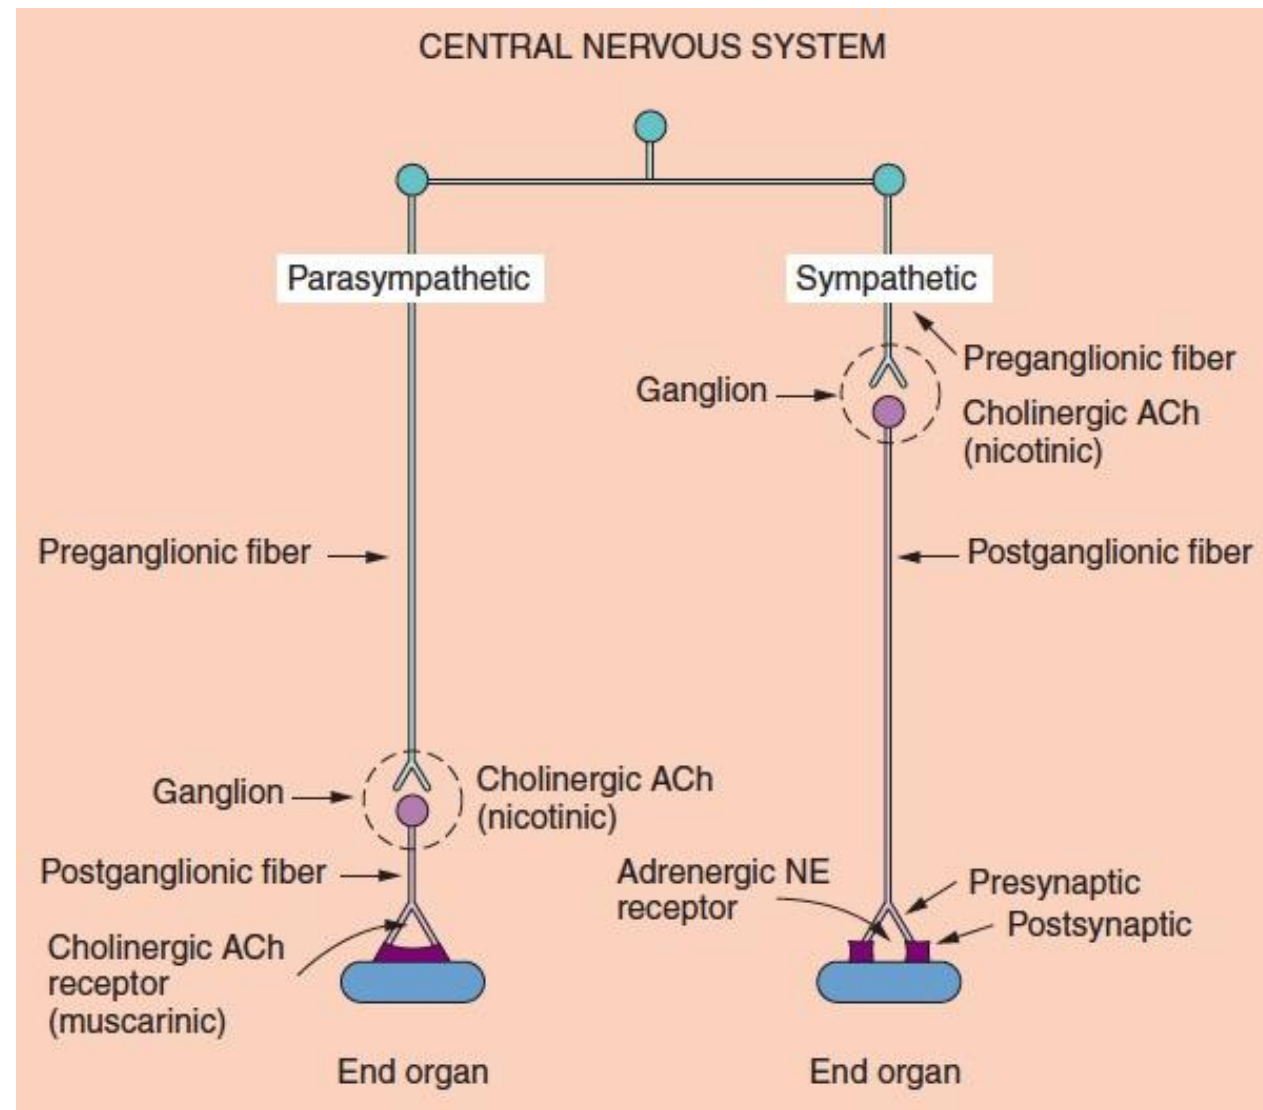 CENTRAL NERVOUS SYSTEM
Parasympathetic
Sympathetic
Preganglionic fiber
Ganglion
Cholinergic ACh
(nicotinic)
Preganglionic fiber
Postganglionic fiber
Ganglion
Cholinergic ACh
(nicotinic)
Postganglionic fiber
Adrenergic NE
receptor
Presynaptic
Postsynaptic
Cholinergic ACh
receptor
(muscarinic)
End organ
End organ